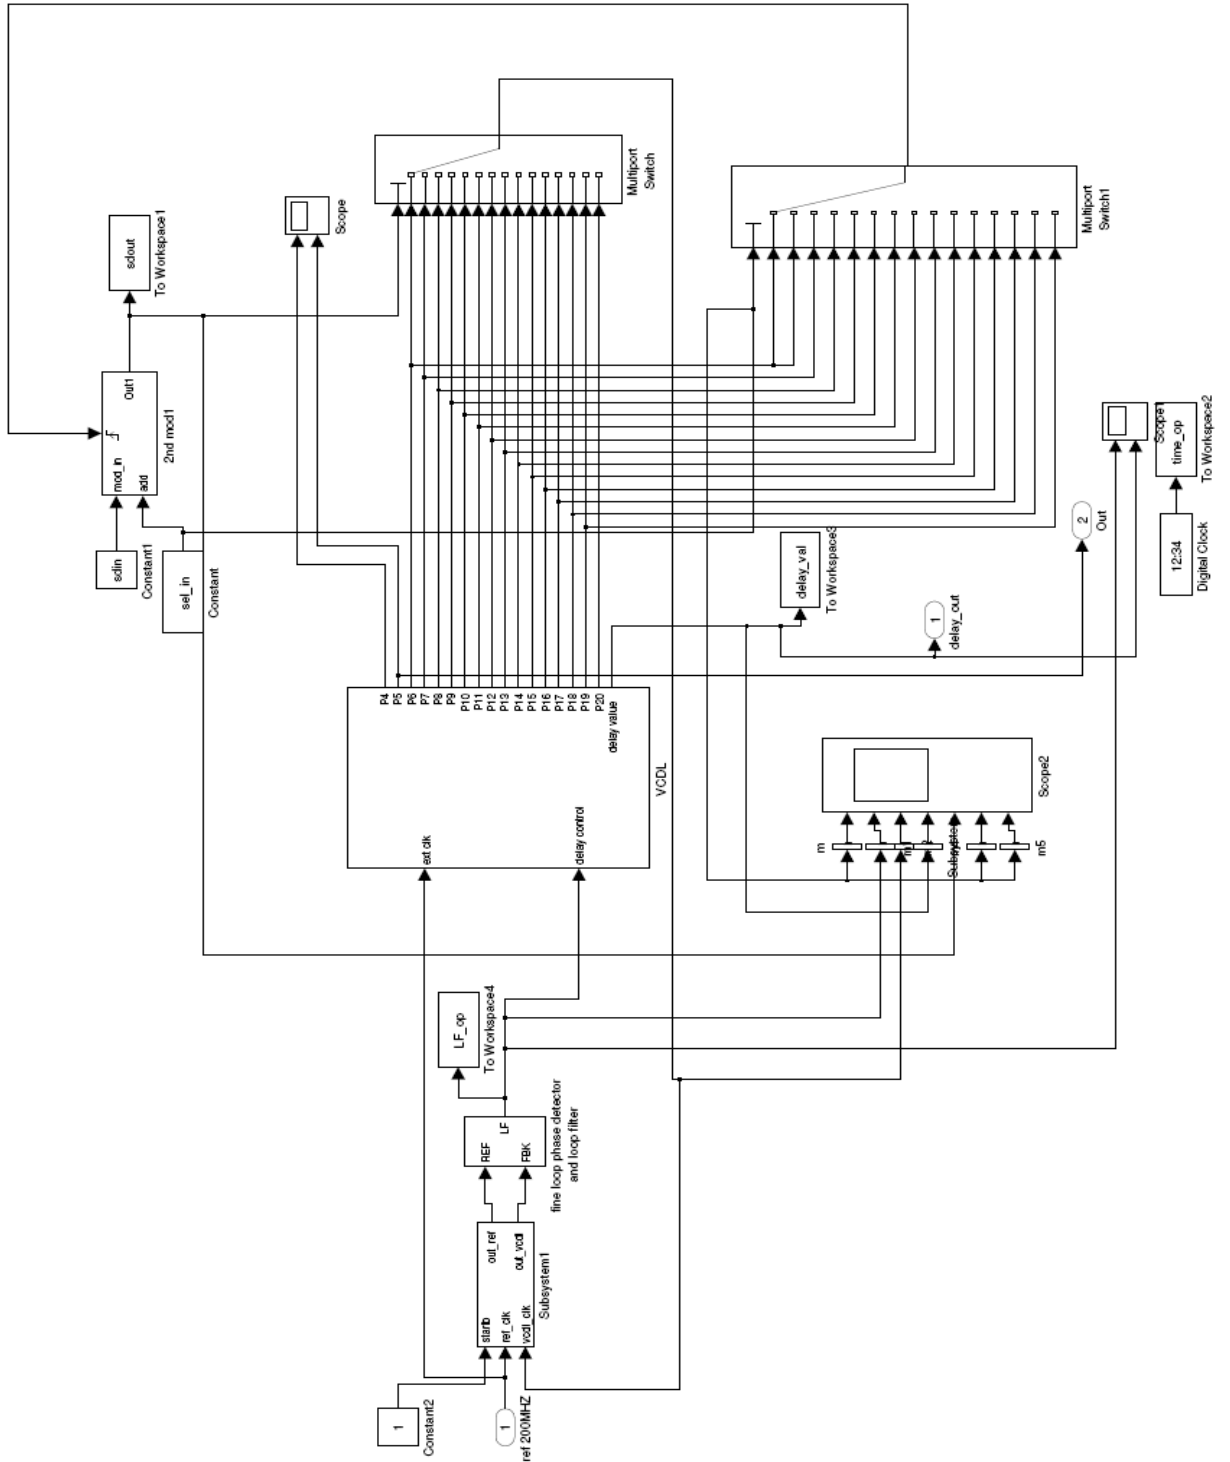 1
Constant2
1
ref 200MHZ
startb
ref_clk
vcdl_clk
out_ref
out_vcdl
Subsystem1
REF
FBK
LF
fine loop phase detector
and loop filter
LF_op
To Workspace4
ext clk
delay control
P4
P5
P6
P7
P8
P9
P10
P11
P12
P13
P14
P15
P16
P17
P18
P19
P20
delay value
VCDL
sdin
Constant1
sel_in
Constant
mod_in
add
Out1
2nd mod1
sdout
To Workspace1
Scope
Multiport
Switch
Multiport
Switch1
m
m5
Scope2
delay_val
To Workspace3
1
delay_out
2
Out
Scope1
12:34
Digital Clock
time_op
To Workspace2